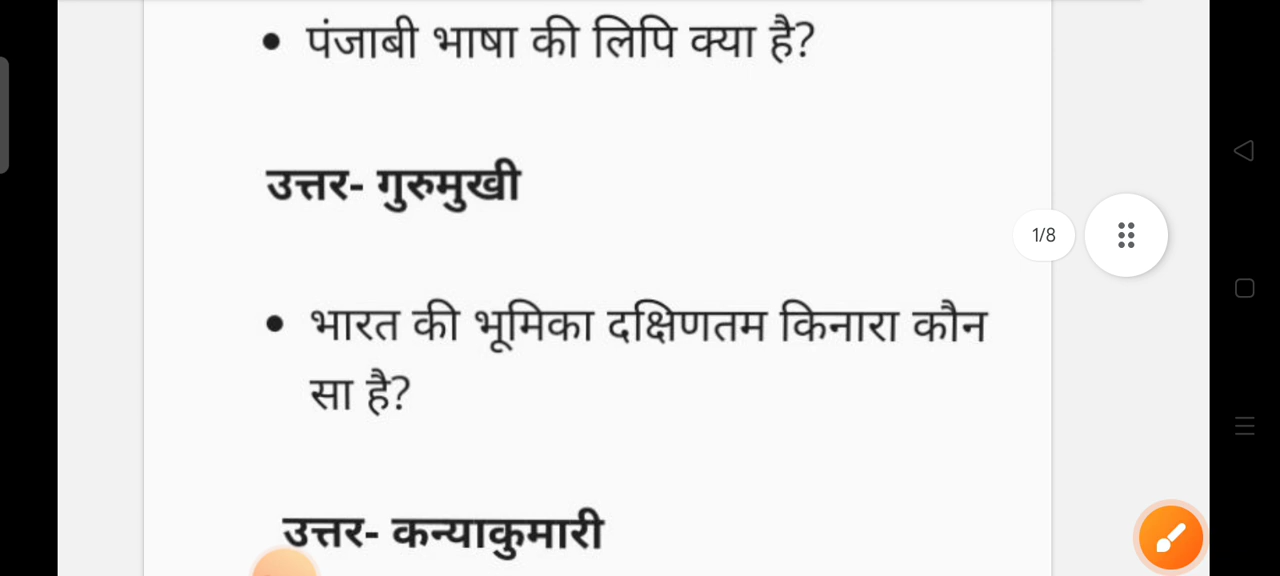 • पंजाबी भाषा की लिपि क्या है?
उत्तर- गुरुमुखी
1/8
• भारत की भूमिका दक्षिणतम किनारा कौन
सा है?
उत्तर- कन्याकुमारी